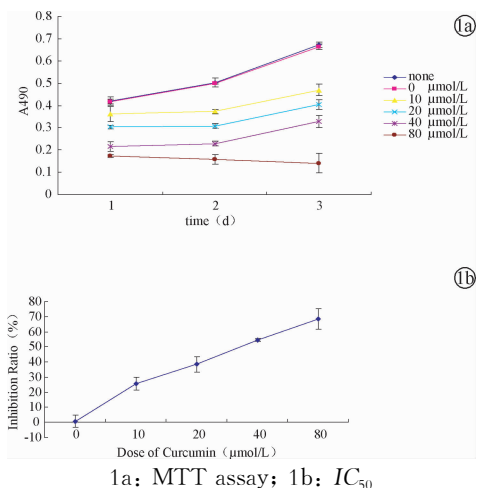 1a
0.8
0.7
0.6
0.5
0.4
0.3
0.2
0.1
0
A490
1 2 3
time (d)
none
0 μmol/L
10 μmol/L
20 μmol/L
40 μmol/L
80 μmol/L
1b
80
70
60
50
40
30
20
10
0
-10
Inhibition Ratio (%)
0 10 20 40 80
Dose of Curcumin (μmol/L)
1a: MTT assay; 1b: IC50